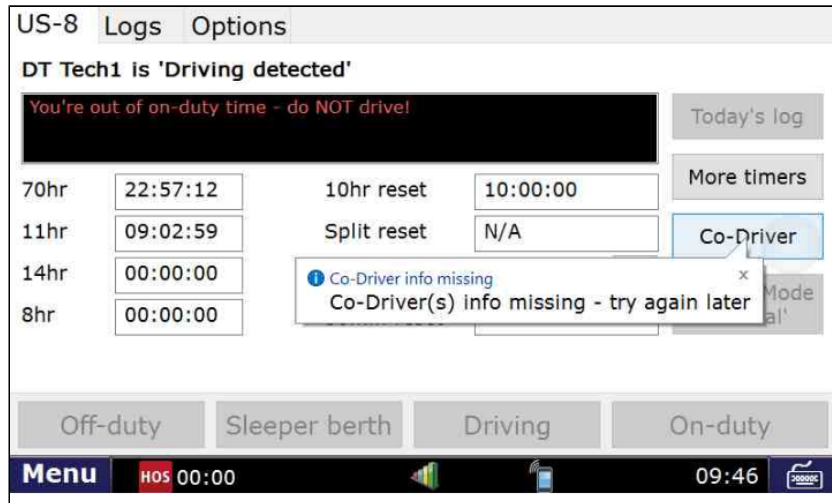 US-8 Logs Options
DT Tech1 is 'Driving detected'
You're out of on-duty time - do NOT drive!
Today's log
More timers
70hr 22:57:12 10hr reset 10:00:00
11hr 09:02:59 Split reset N/A
Co-Driver
14hr 00:00:00
Co-Driver info missing x
Co-Driver(s) info missing - try again later
Mode
8hr 00:00:00
Off-duty Sleeper berth Driving On-duty
Menu HOS 00:00 09:46